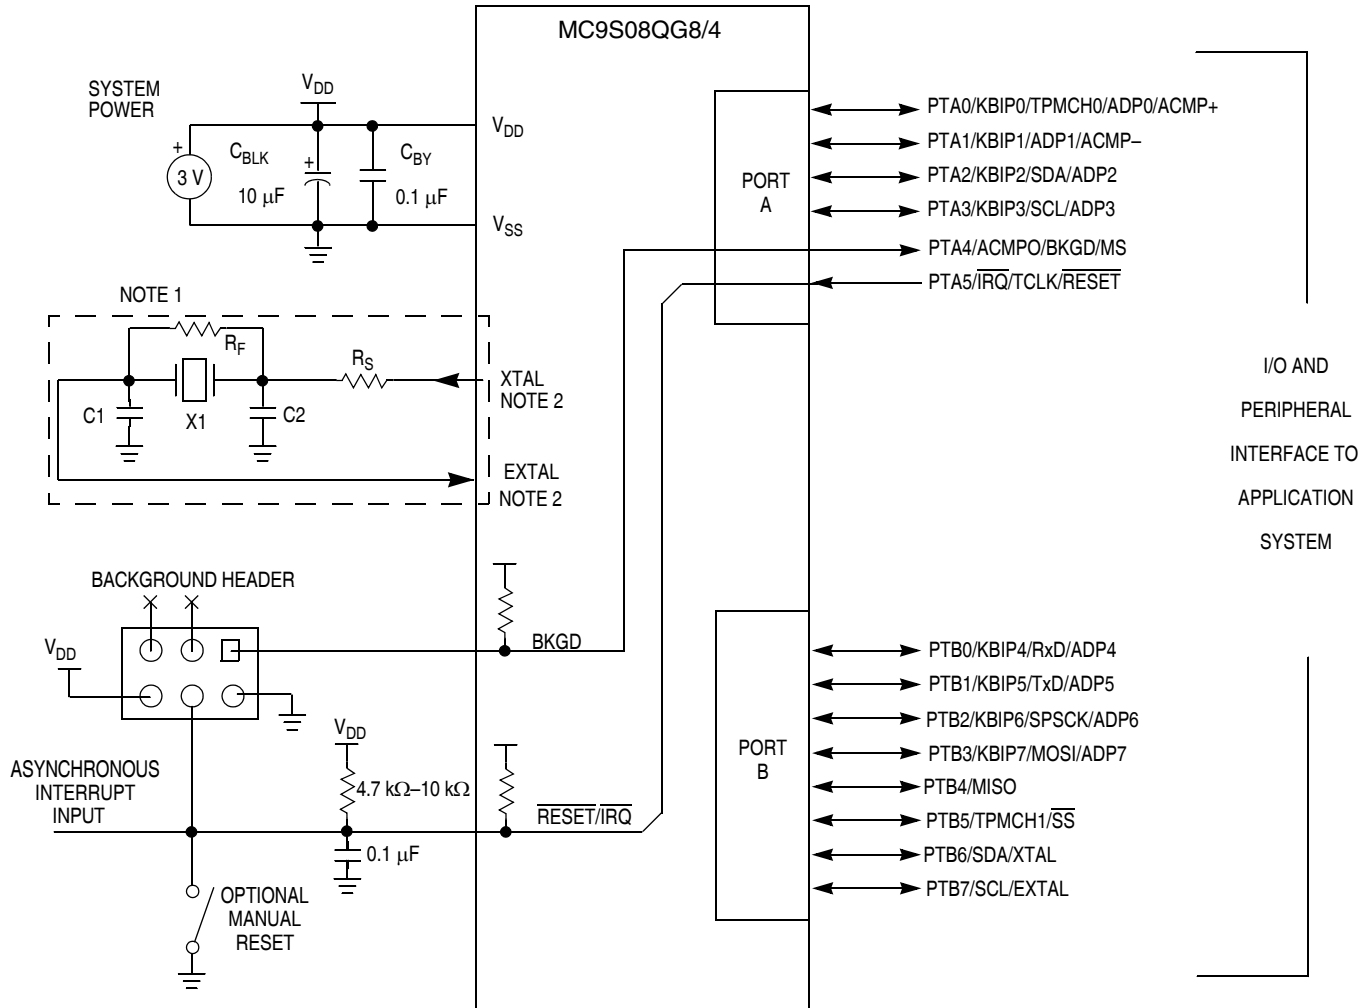 MC9S08QG8/4
SYSTEM
POWER
VDD
+
3 V
CBLK
10 μF
+
CBY
0.1 μF
VDD
VSS
NOTE 1
RF
RS
C1
X1
C2
XTAL
NOTE 2
EXTAL
NOTE 2
BACKGROUND HEADER
VDD
BKGD
VDD
4.7 kΩ–10 kΩ
ASYNCHRONOUS
INTERRUPT
INPUT
RESET/IRQ
0.1 μF
OPTIONAL
MANUAL
RESET
PORT
A
PTA0/KBIP0/TPMCH0/ADP0/ACMP+
PTA1/KBIP1/ADP1/ACMP–
PTA2/KBIP2/SDA/ADP2
PTA3/KBIP3/SCL/ADP3
PTA4/ACMPO/BKGD/MS
PTA5/IRQ/TCLK/RESET
PORT
B
PTB0/KBIP4/RxD/ADP4
PTB1/KBIP5/TxD/ADP5
PTB2/KBIP6/SPSCK/ADP6
PTB3/KBIP7/MOSI/ADP7
PTB4/MISO
PTB5/TPMCH1/SS
PTB6/SDA/XTAL
PTB7/SCL/EXTAL
I/O AND
PERIPHERAL
INTERFACE TO
APPLICATION
SYSTEM